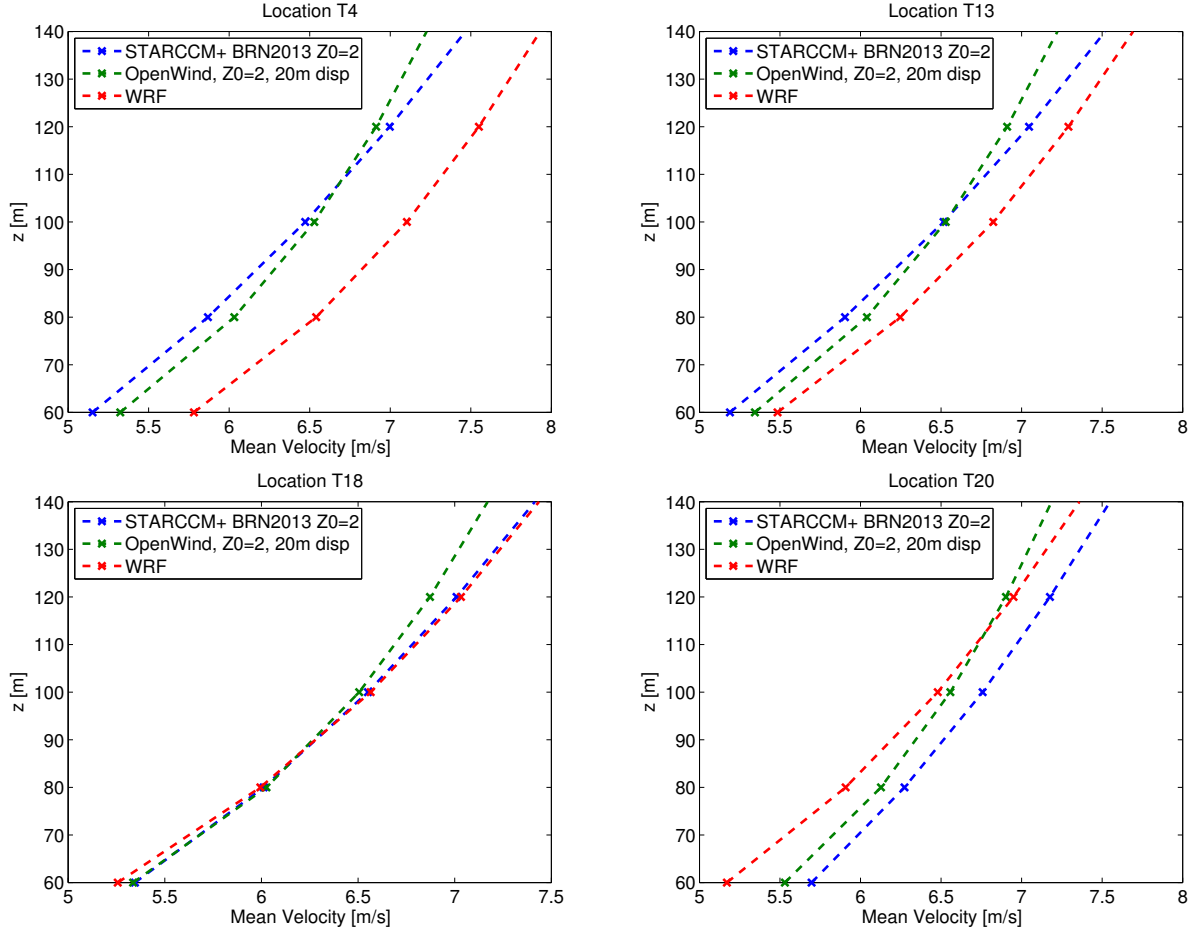 Location T4
STARCCM+ BRN2013 Z0=2
OpenWind, Z0=2, 20m disp
WRF
140
130
120
110
100
90
80
70
60
z [m]
5 5.5 6 6.5 7 7.5 8
Mean Velocity [m/s]
Location T13
STARCCM+ BRN2013 Z0=2
OpenWind, Z0=2, 20m disp
WRF
140
130
120
110
100
90
80
70
60
z [m]
5 5.5 6 6.5 7 7.5 8
Mean Velocity [m/s]
Location T18
STARCCM+ BRN2013 Z0=2
OpenWind, Z0=2, 20m disp
WRF
140
130
120
110
100
90
80
70
60
z [m]
5 5.5 6 6.5 7 7.5
Mean Velocity [m/s]
Location T20
STARCCM+ BRN2013 Z0=2
OpenWind, Z0=2, 20m disp
WRF
140
130
120
110
100
90
80
70
60
z [m]
5 5.5 6 6.5 7 7.5 8
Mean Velocity [m/s]